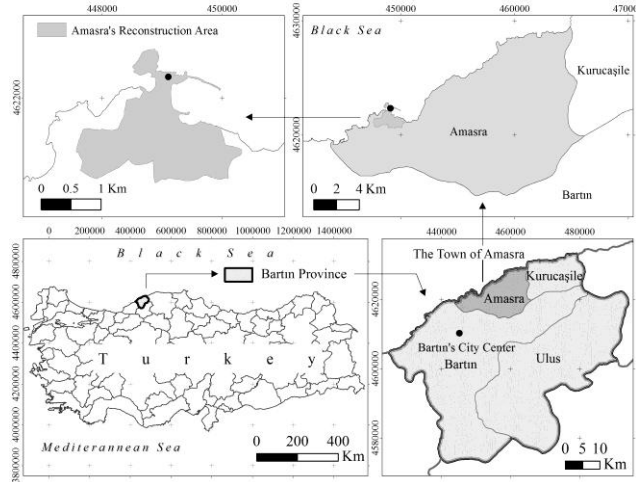 448000 450000
Amasra's Reconstruction Area
4622000
0 0.5 1 Km
450000 460000
4630000
Black Sea
Kurucaşile
4620000
Amasra
Bartın
0 2 4 Km
0 200000 400000 600000 800000 1000000 1400000
Black Sea
Bartın Province
4800000
4600000
4400000
4200000
4000000
3800000
Turkey
Mediterannean Sea
0 200 400
Km
440000 460000 480000
The Town of Amasra
Kurucaşile
4620000
Amasra
Bartın's City Center
Bartın
Ulus
4600000
4580000
0 5 10
Km